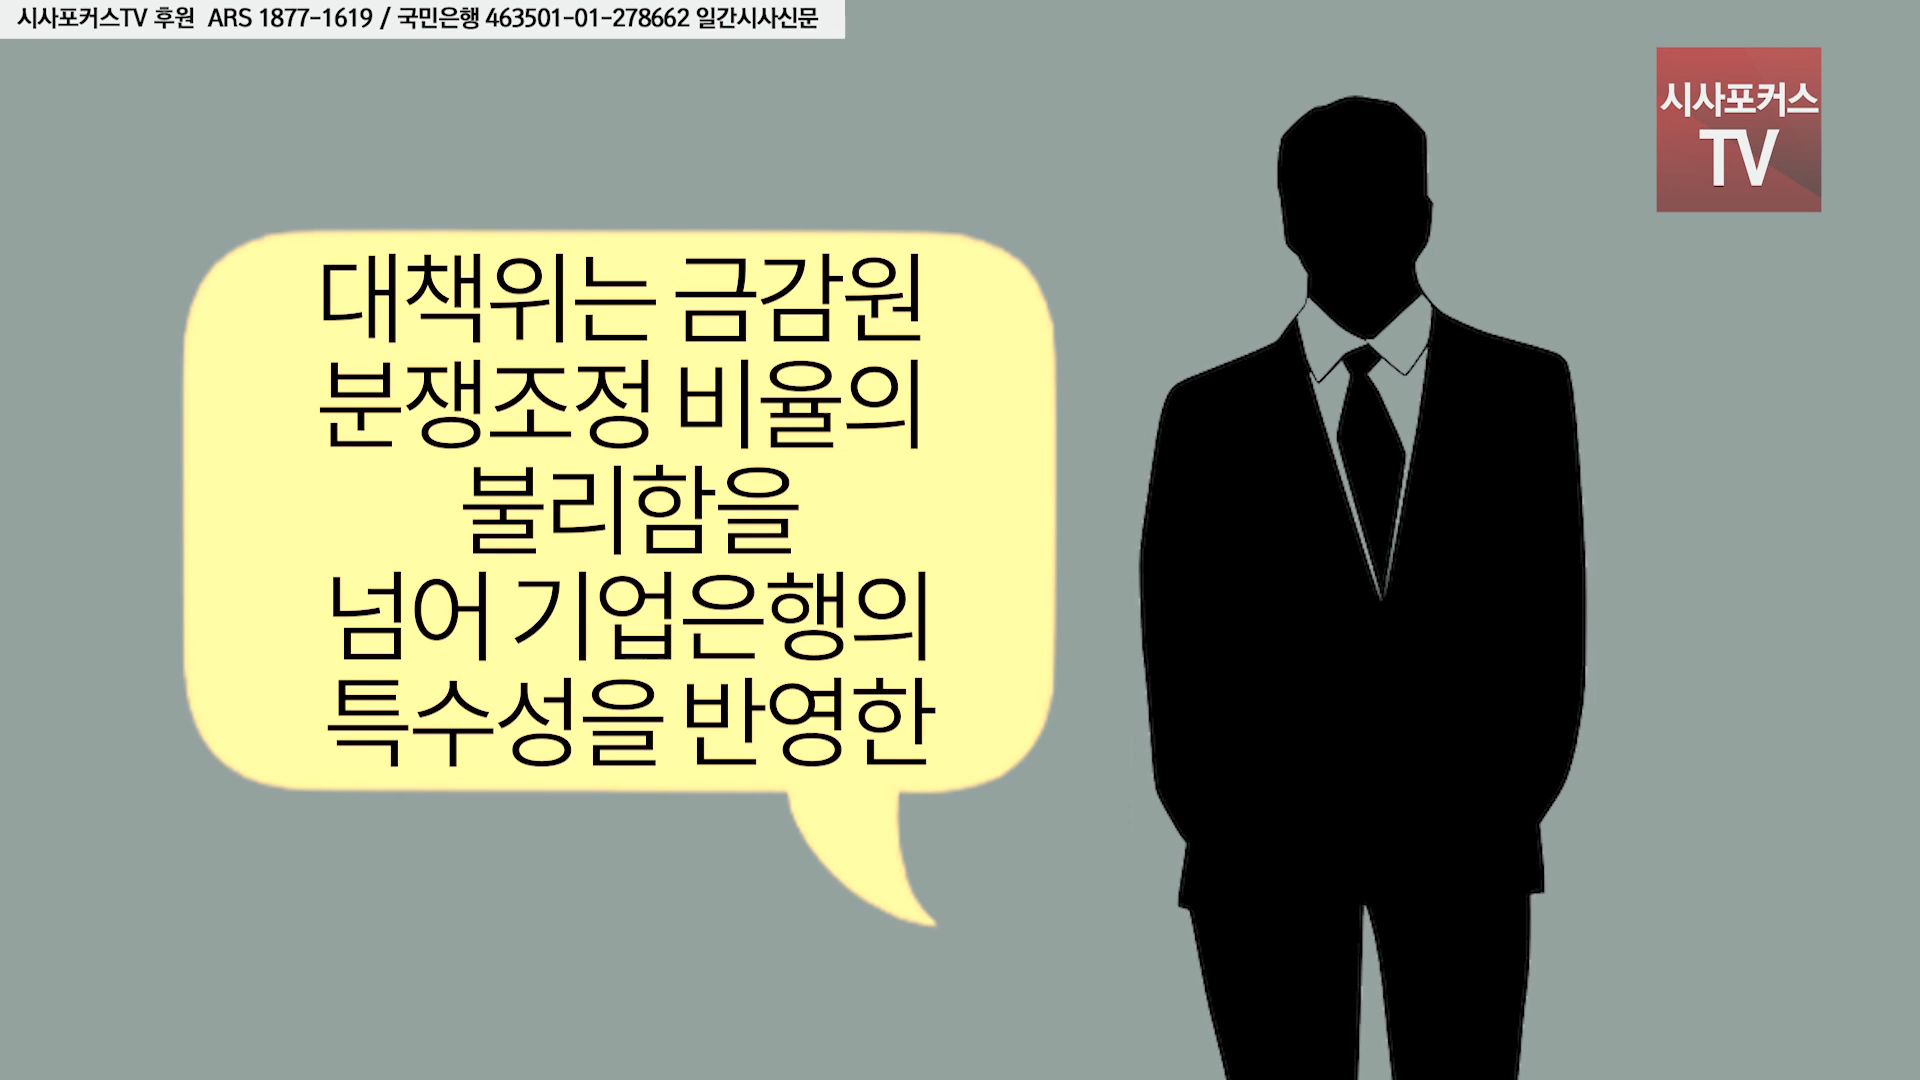 시사포커스TV 후원 ARS 1877-1619 / 국민은행 463501-01-278662 일간시사신문
시사포커스
TV
대책위는 금감원
분쟁조정 비율의
불리함을
넘어 기업은행의
특수성을 반영한